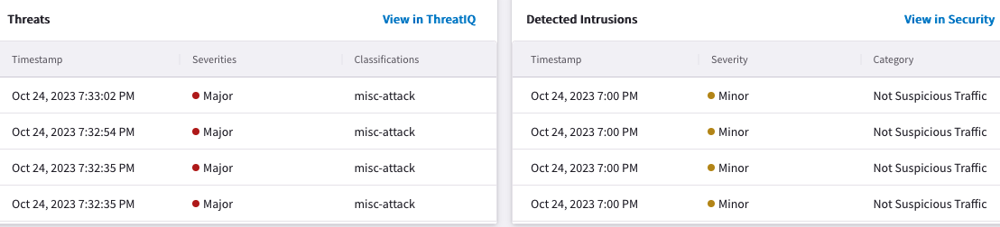 Threats View in ThreatIQ
Timestamp Severities Classifications
Oct 24, 2023 7:33:02 PM Major misc-attack
Oct 24, 2023 7:32:54 PM Major misc-attack
Oct 24, 2023 7:32:35 PM Major misc-attack
Oct 24, 2023 7:32:35 PM Major misc-attack
Detected Intrusions View in Security
Timestamp Severity Category
Oct 24, 2023 7:00 PM Minor Not Suspicious Traffic
Oct 24, 2023 7:00 PM Minor Not Suspicious Traffic
Oct 24, 2023 7:00 PM Minor Not Suspicious Traffic
Oct 24, 2023 7:00 PM Minor Not Suspicious Traffic